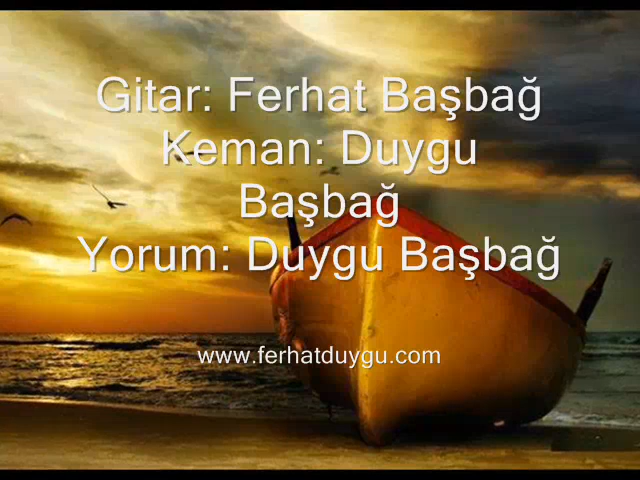 Gitar: Ferhat Başbağ
Keman: Duygu
Başbağ
Yorum: Duygu Başbağ
www.ferhatduygu.com